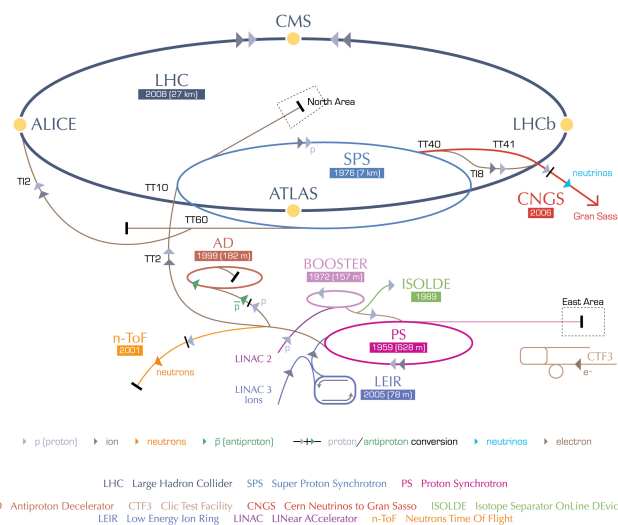 CMS
LHC
2008 (27 km)
North Area
ALICE
LHCb
p
TT40
TT41
SPS
1976 (7 km)
TI8
neutrinos
TI2
TT10
ATLAS
CNGS
2006
Gran Sasso
TT60
AD
1999 (182 m)
TT2
BOOSTER
1972 (157 m)
ISOLDE
1989
p̅
p
East Area
n-ToF
2001
PS
1959 (628 m)
p
LINAC 2
neutrons
CTF3
e-
LEIR
2005 (78 m)
LINAC 3
Ions
p (proton)
ion
neutrons
p̅ (antiproton)
proton/antiproton conversion
neutrinos
electron
LHC Large Hadron Collider SPS Super Proton Synchrotron PS Proton Synchrotron
Antiproton Decelerator CTF3 Clic Test Facility CNGS Cern Neutrinos to Gran Sasso ISOLDE Isotope Separator OnLine DEvic
LEIR Low Energy Ion Ring LINAC LINear ACcelerator n-ToF Neutrons Time Of Flight